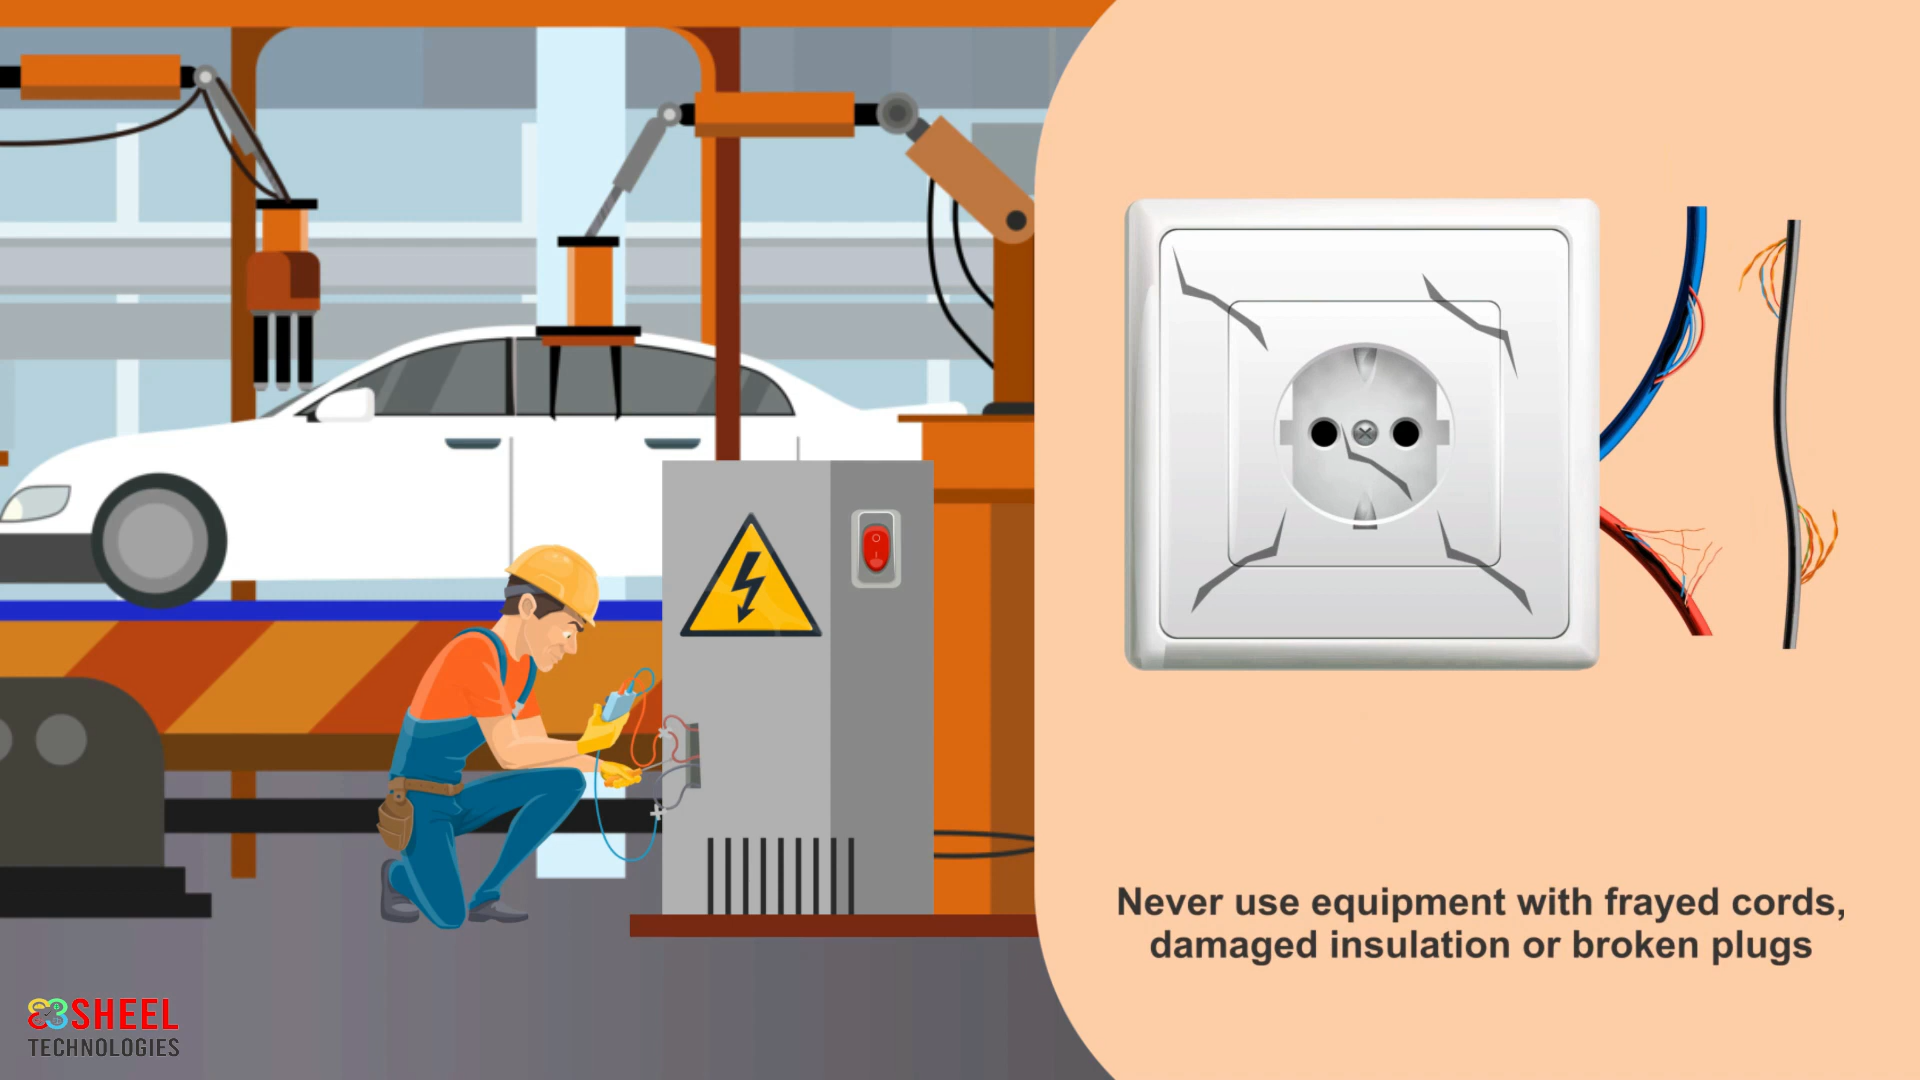 Never use equipment with frayed cords,
damaged insulation or broken plugs
SHEEL
TECHNOLOGIES